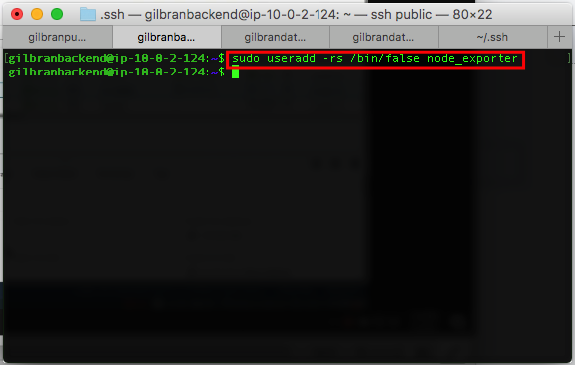 .ssh — gilbranbackend@ip-10-0-2-124: ~ — ssh public — 80×22
gilbranpu... gilbranba... gilbrandat... gilbrandat... ~/.ssh +
[gilbranbackend@ip-10-0-2-124:~$ sudo useradd -rs /bin/false node_exporter ]
gilbranbackend@ip-10-0-2-124:~$